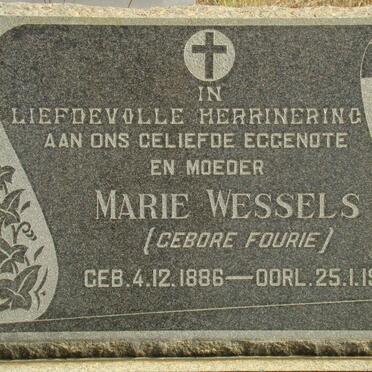 IN
LIEFDEVOLLE HERRINERING
AAN ONS GELIEFDE EGGENOTE
EN MOEDER
MARIE WESSELS
(GEBORE FOURIE)
GEB. 4.12.1886 — OORL. 25.1.19